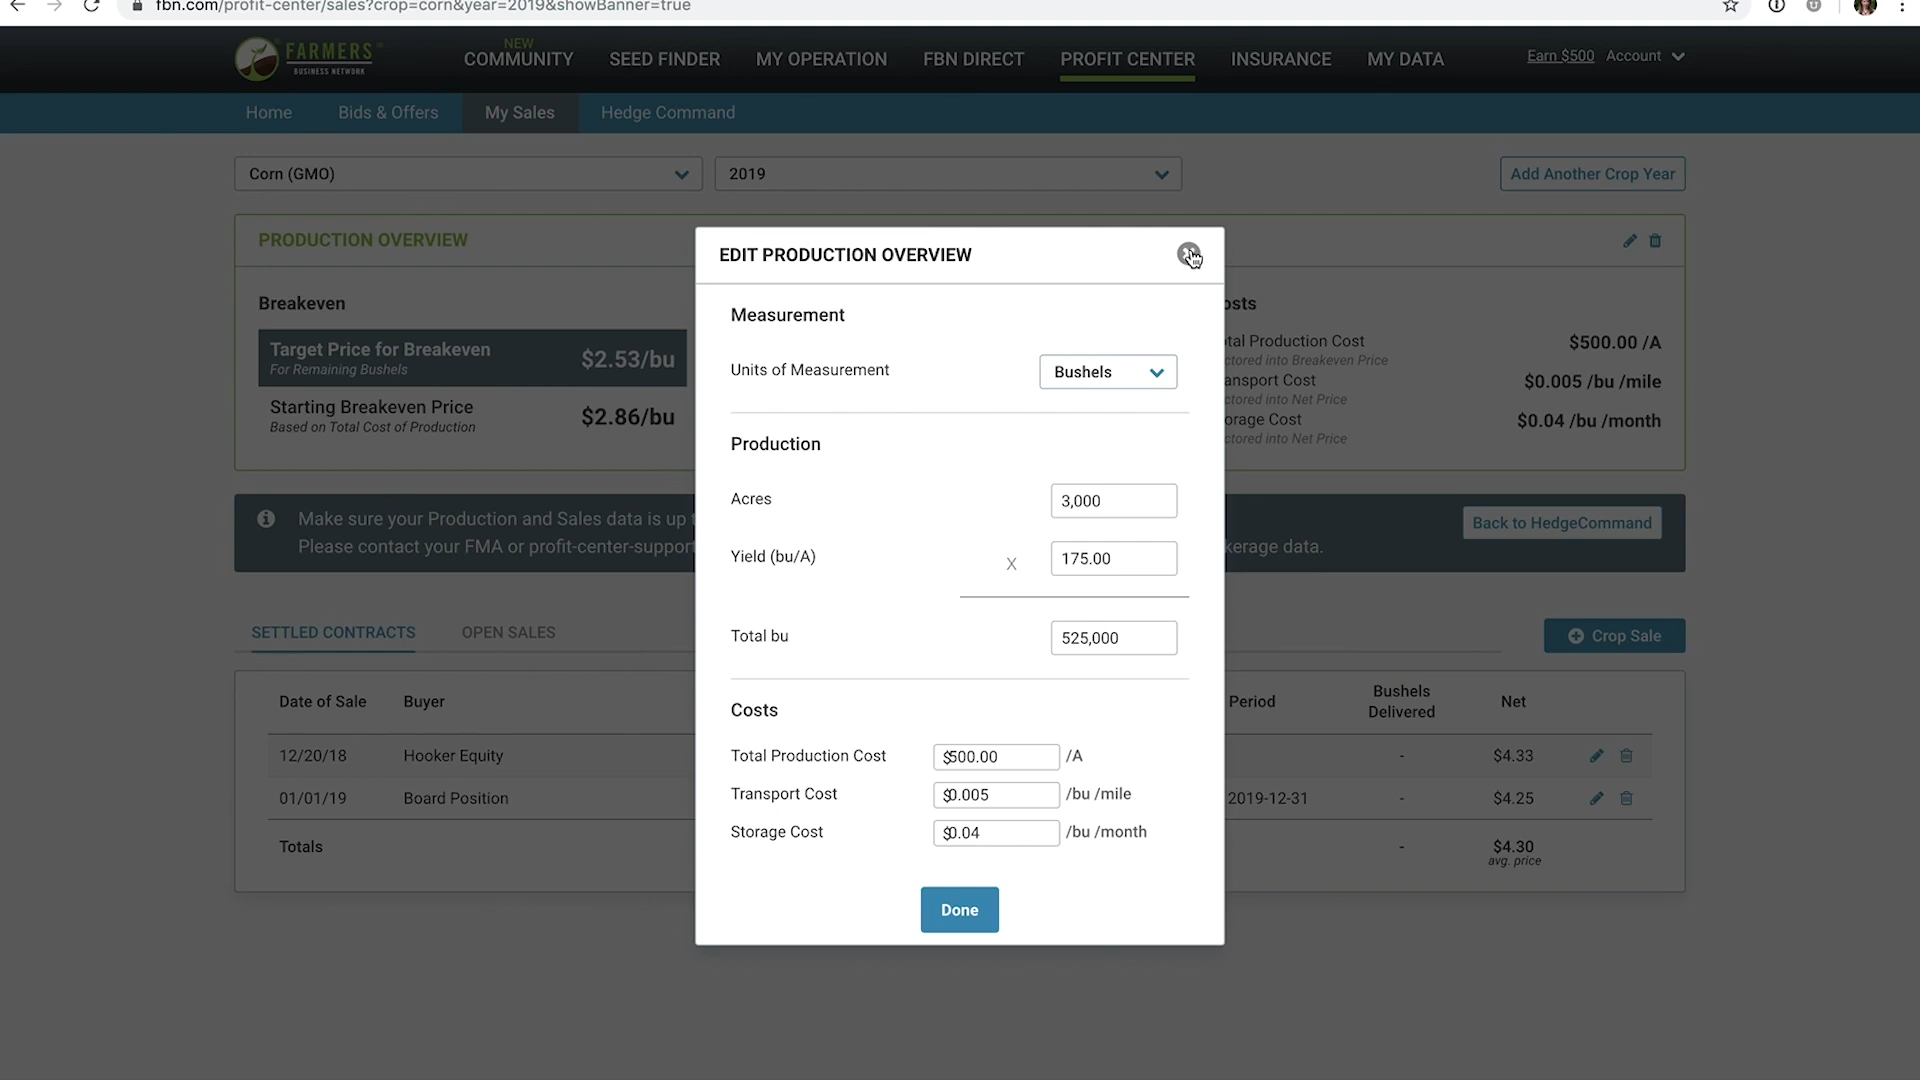 fbn.com/profit-center/sales?crop=corn&year=2019&showBanner=true
FARMERS
BUSINESS NETWORK
NEW
COMMUNITY
SEED FINDER
MY OPERATION
FBN DIRECT
PROFIT CENTER
INSURANCE
MY DATA
Earn $500
Account
Home
Bids & Offers
My Sales
Hedge Command
Corn (GMO)
2019
Add Another Crop Year
PRODUCTION OVERVIEW
Breakeven
Target Price for Breakeven
For Remaining Bushels
$2.53/bu
Starting Breakeven Price
Based on Total Cost of Production
$2.86/bu
osts
tal Production Cost
$500.00 /A
ctored into Breakeven Price
ansport Cost
$0.005 /bu /mile
ctored into Net Price
orage Cost
$0.04 /bu /month
ctored into Net Price
Make sure your Production and Sales data is up t
Please contact your FMA or profit-center-support
kerage data.
Back to HedgeCommand
SETTLED CONTRACTS
OPEN SALES
Crop Sale
Date of Sale
Buyer
Period
Bushels
Delivered
Net
12/20/18
Hooker Equity
-
$4.33
01/01/19
Board Position
2019-12-31
-
$4.25
Totals
-
$4.30
avg. price
EDIT PRODUCTION OVERVIEW
Measurement
Units of Measurement
Bushels
Production
Acres
3,000
Yield (bu/A)
X
175.00
Total bu
525,000
Costs
Total Production Cost
$500.00
/A
Transport Cost
$0.005
/bu /mile
Storage Cost
$0.04
/bu /month
Done